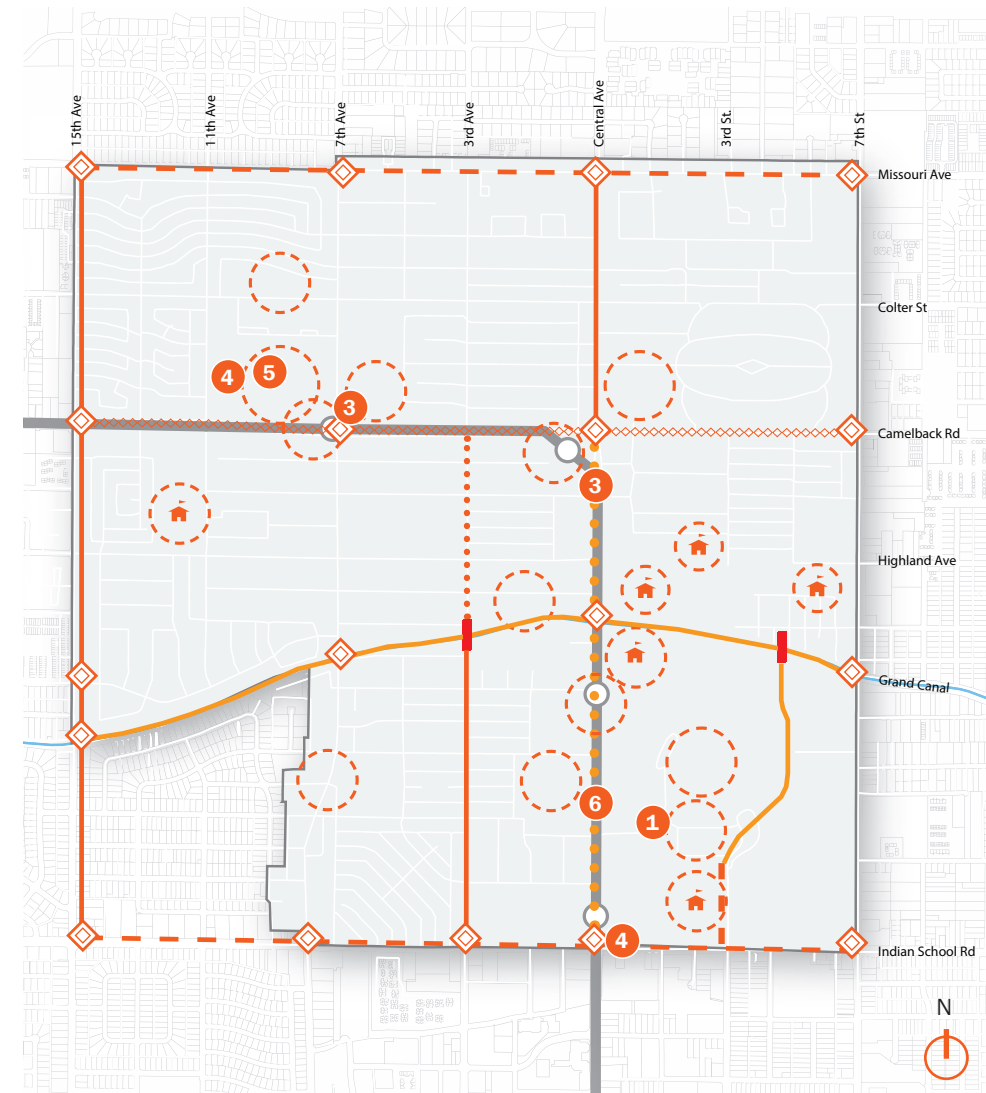 15th Ave
11th Ave
7th Ave
3rd Ave
Central Ave
3rd St.
7th St
Missouri Ave
Colter St
4
5
3
Camelback Rd
3
Highland Ave
Grand Canal
6
1
4
Indian School Rd
N